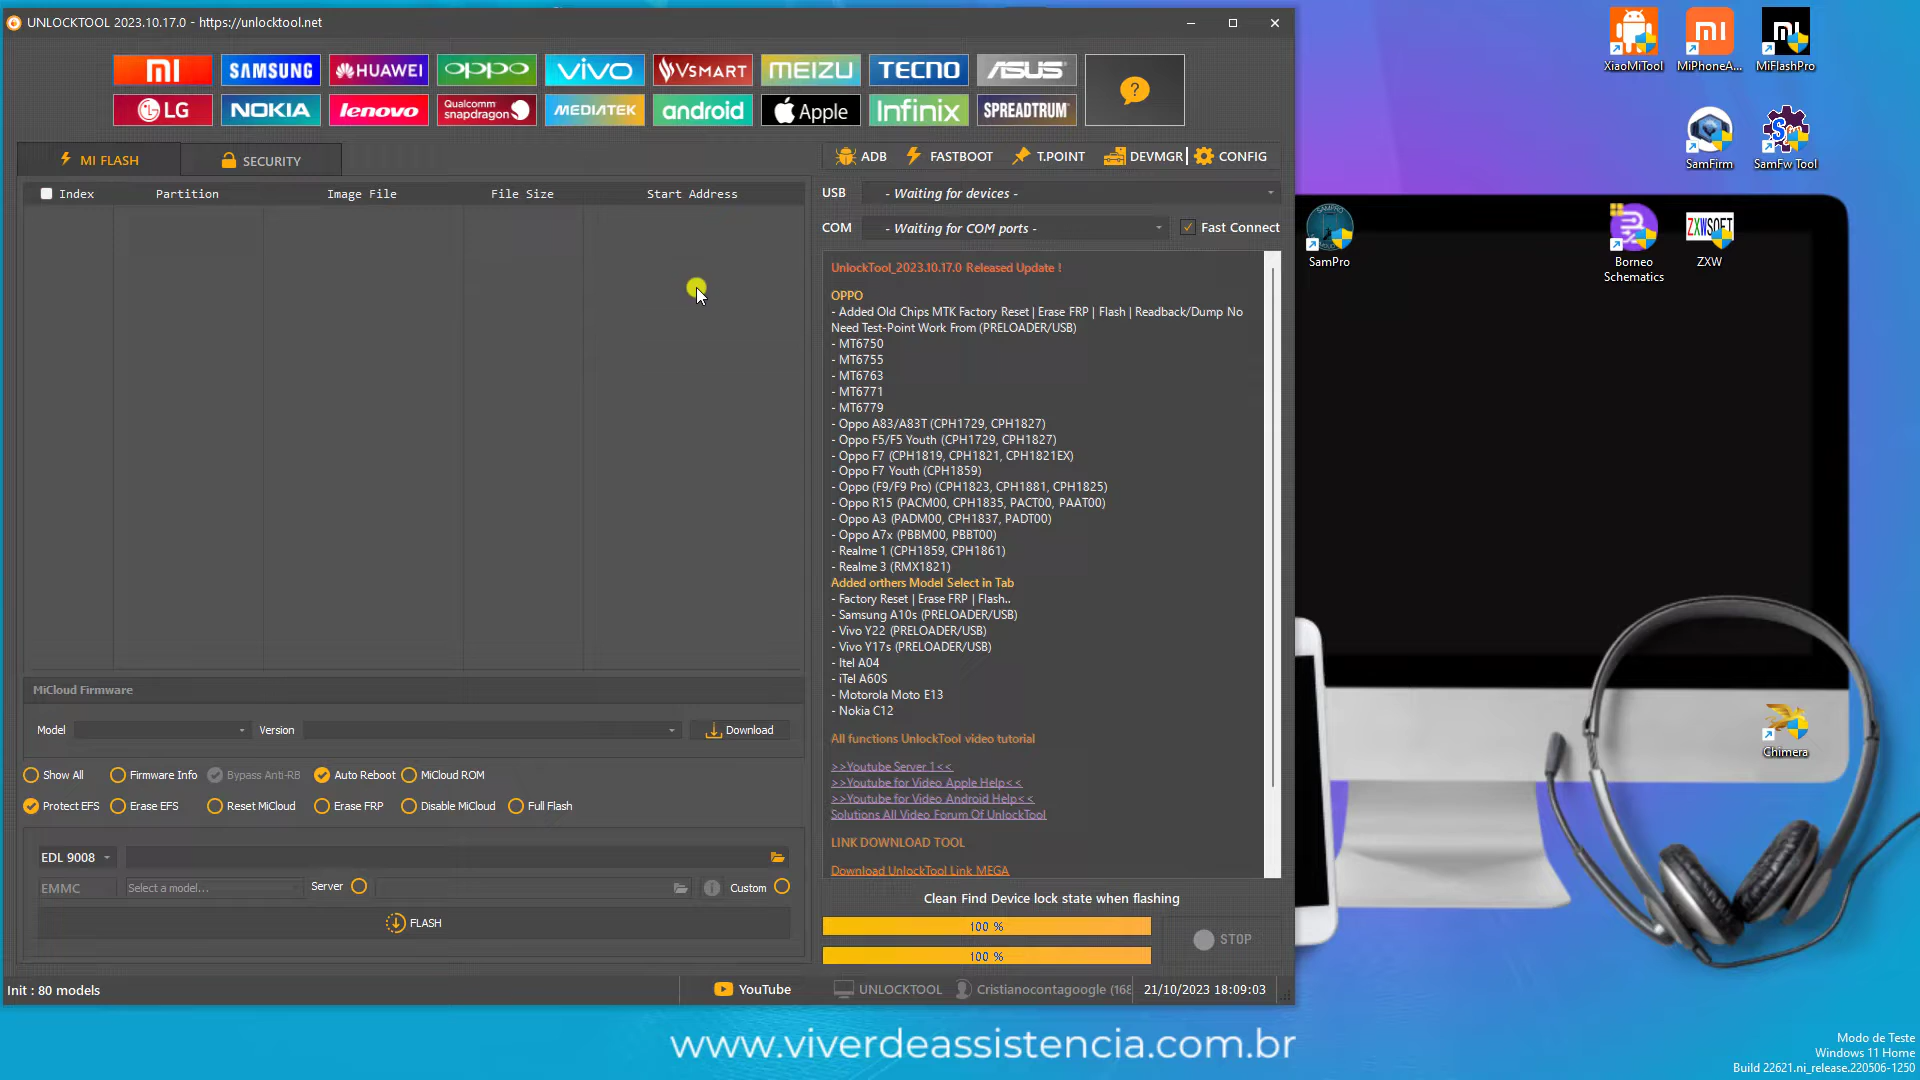 UNLOCKTOOL 2023.10.17.0 - https://unlocktool.net
mi SAMSUNG HUAWEI oppo vivo VSMART MEIZU TECNO ASUS ?
LG NOKIA lenovo Qualcomm snapdragon MEDIATEK android Apple Infinix SPREADTRUM
MI FLASH SECURITY
ADB FASTBOOT T.POINT DEVMGR CONFIG
Index Partition Image File File Size Start Address
USB - Waiting for devices -
COM - Waiting for COM ports - Fast Connect
UnlockTool_2023.10.17.0 Released Update !
OPPO
- Added Old Chips MTK Factory Reset | Erase FRP | Flash | Readback/Dump No
Need Test-Point Work From (PRELOADER/USB)
- MT6750
- MT6755
- MT6763
- MT6771
- MT6779
- Oppo A83/A83T (CPH1729, CPH1827)
- Oppo F5/F5 Youth (CPH1729, CPH1827)
- Oppo F7 (CPH1819, CPH1821, CPH1821EX)
- Oppo F7 Youth (CPH1859)
- Oppo (F9/F9 Pro) (CPH1823, CPH1881, CPH1825)
- Oppo R15 (PACM00, CPH1835, PACT00, PAAT00)
- Oppo A3 (PADM00, CPH1837, PADT00)
- Oppo A7x (PBBM00, PBBT00)
- Realme 1 (CPH1859, CPH1861)
- Realme 3 (RMX1821)
Added orthers Model Select in Tab
- Factory Reset | Erase FRP | Flash..
- Samsung A10s (PRELOADER/USB)
- Vivo Y22 (PRELOADER/USB)
- Vivo Y17s (PRELOADER/USB)
- Itel A04
- iTel A60S
- Motorola Moto E13
- Nokia C12
All functions UnlockTool video tutorial
>>Youtube Server 1<<
>>Youtube for Video Apple Help<<
>>Youtube for Video Android Help<<
Solutions All Video Forum Of UnlockTool
LINK DOWNLOAD TOOL
Download UnlockTool Link MEGA
MiCloud Firmware
Model Version Download
Show All Firmware Info Bypass Anti-RB Auto Reboot MiCloud ROM
Protect EFS Erase EFS Reset MiCloud Erase FRP Disable MiCloud Full Flash
EDL 9008
EMMC Select a model... Server Custom
FLASH
Clean Find Device lock state when flashing
100 %
100 %
STOP
Init : 80 models YouTube UNLOCKTOOL Cristianocontagoogle (168 21/10/2023 18:09:03
XiaoMiTool MiPhoneA... MiFlashPro
SamFirm SamFw Tool
SamPro
Borneo
Schematics
ZXWSOFT
ZXW
Chimera
www.viverdeassistencia.com.br
Modo de Teste
Windows 11 Home
Build 22621.ni_release.220506-1250